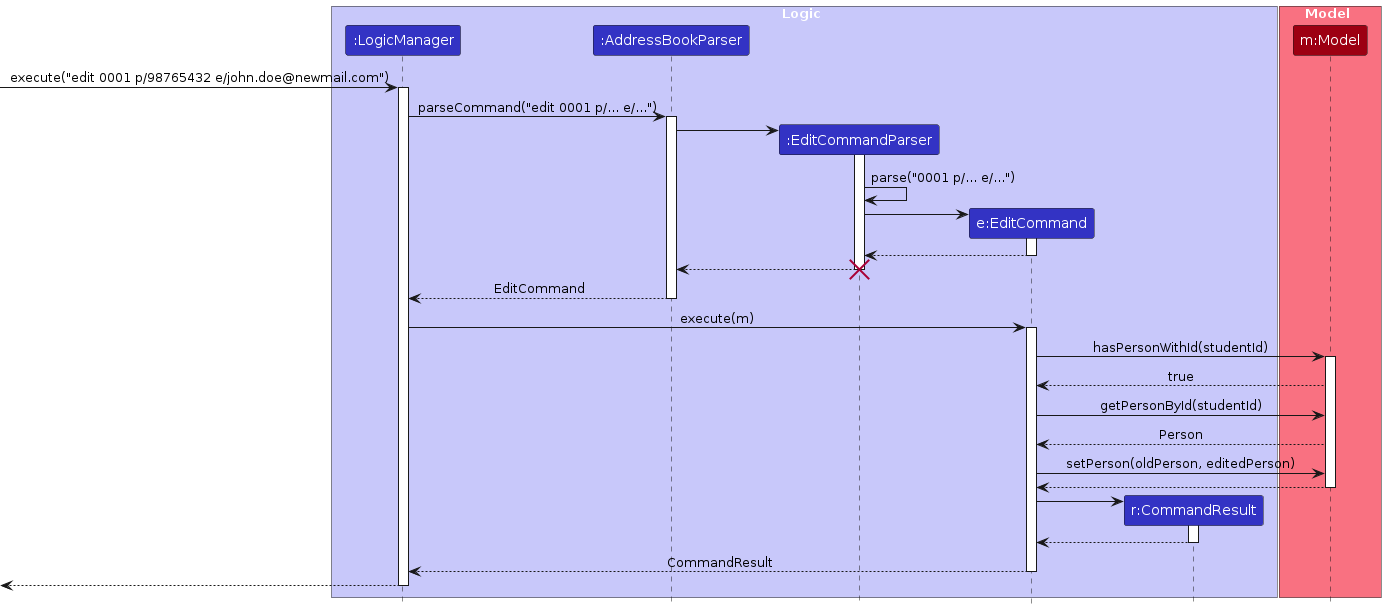 Logic
Model
:LogicManager
:AddressBookParser
m:Model
execute("edit 0001 p/98765432 e/john.doe@newmail.com")
parseCommand("edit 0001 p/... e/...")
:EditCommandParser
parse("0001 p/... e/...")
e:EditCommand
EditCommand
execute(m)
hasPersonWithId(studentId)
true
getPersonById(studentId)
Person
setPerson(oldPerson, editedPerson)
r:CommandResult
CommandResult